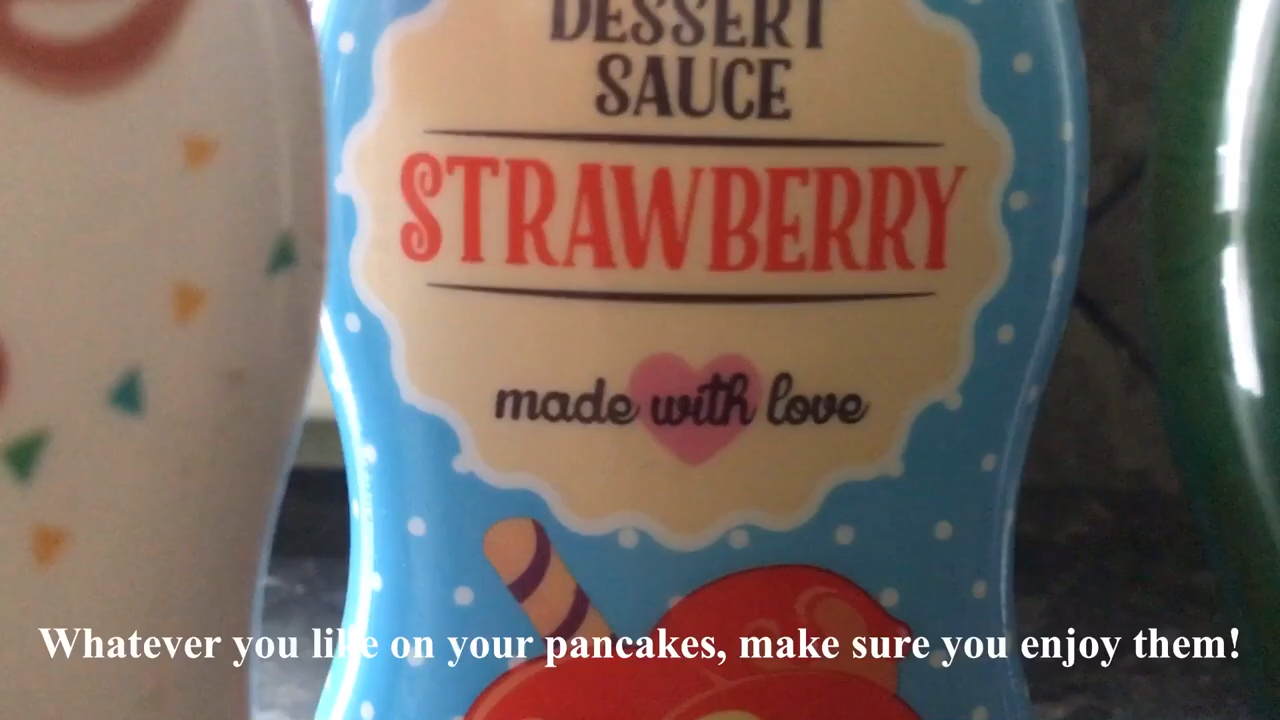 DESSERT
SAUCE
STRAWBERRY
made with love
Whatever you like on your pancakes, make sure you enjoy them!